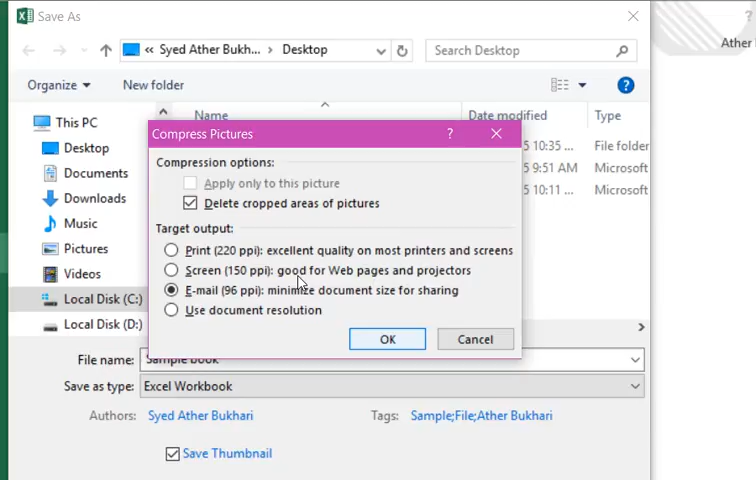 Save As
?
Ather
« Syed Ather Bukh... › Desktop
Search Desktop
Organize
New folder
?
Name
Date modified
Type
This PC
Desktop
Documents
Downloads
Music
Pictures
Videos
Local Disk (C:)
Local Disk (D:)
5 10:35 ...
File folder
5 9:51 AM
Microsoft
5 10:11 ...
Microsoft
Compress Pictures
?
Compression options:
Apply only to this picture
Delete cropped areas of pictures
Target output:
Print (220 ppi): excellent quality on most printers and screens
Screen (150 ppi): good for Web pages and projectors
E-mail (96 ppi): minimize document size for sharing
Use document resolution
OK
Cancel
File name:
Sample book
Save as type:
Excel Workbook
Authors:
Syed Ather Bukhari
Tags:
Sample;File;Ather Bukhari
Save Thumbnail